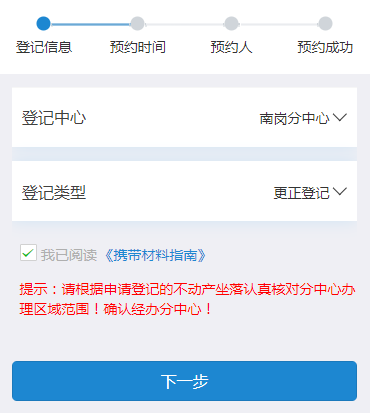 登记信息 预约时间 预约人 预约成功
登记中心 南岗分中心
登记类型 更正登记
我已阅读《携带材料指南》
提示：请根据申请登记的不动产坐落认真核对分中心办
理区域范围！确认经办分中心！
下一步